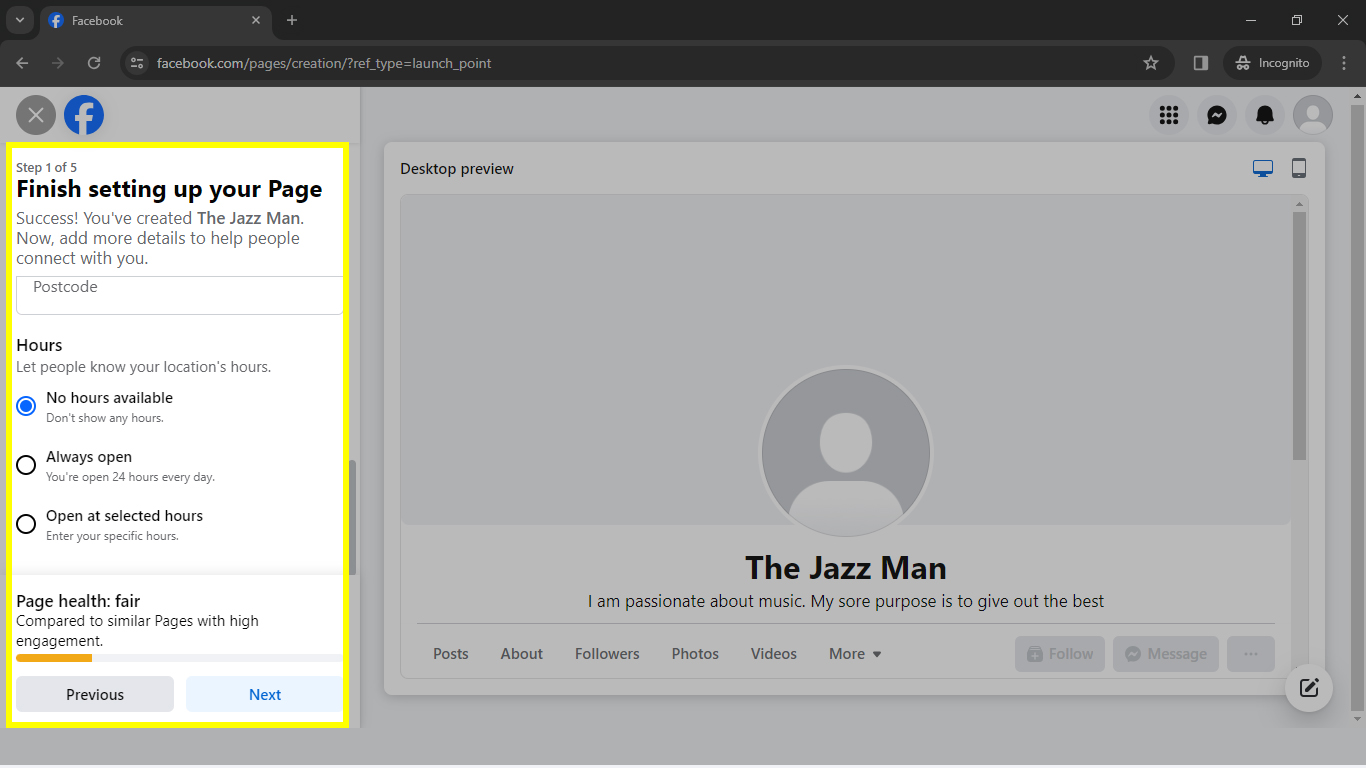 Facebook
facebook.com/pages/creation/?ref_type=launch_point
Incognito
Step 1 of 5
Finish setting up your Page
Success! You've created The Jazz Man.
Now, add more details to help people
connect with you.
Postcode
Hours
Let people know your location's hours.
No hours available
Don't show any hours.
Always open
You're open 24 hours every day.
Open at selected hours
Enter your specific hours.
Page health: fair
Compared to similar Pages with high
engagement.
Previous
Next
Desktop preview
The Jazz Man
I am passionate about music. My sore purpose is to give out the best
Posts
About
Followers
Photos
Videos
More
Follow
Message